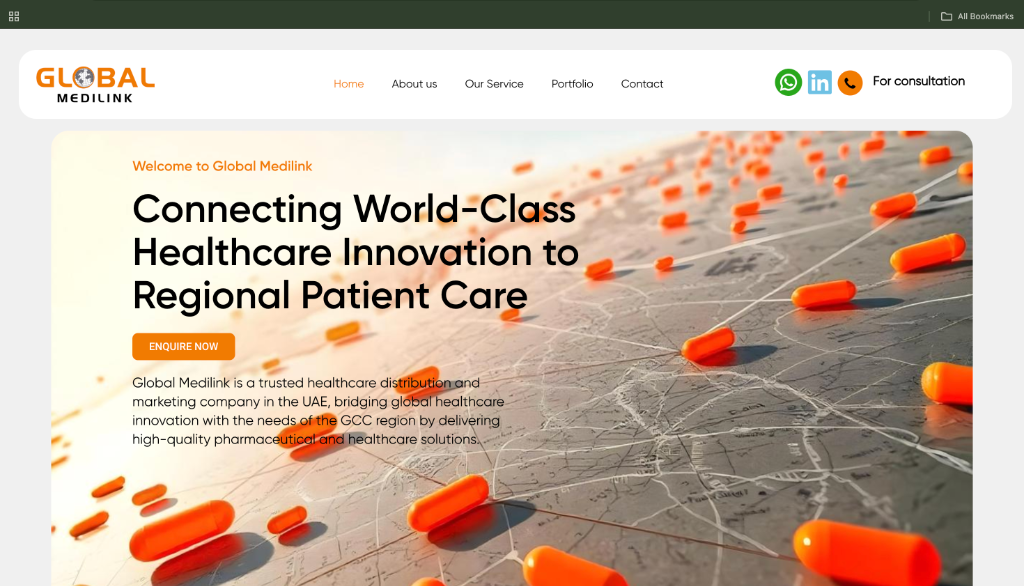 All Bookmarks
GLOBAL
MEDILINK
Home
About us
Our Service
Portfolio
Contact
For consultation
Welcome to Global Medilink
Connecting World-Class
Healthcare Innovation to
Regional Patient Care
ENQUIRE NOW
Global Medilink is a trusted healthcare distribution and
marketing company in the UAE, bridging global healthcare
innovation with the needs of the GCC region by delivering
high-quality pharmaceutical and healthcare solutions.